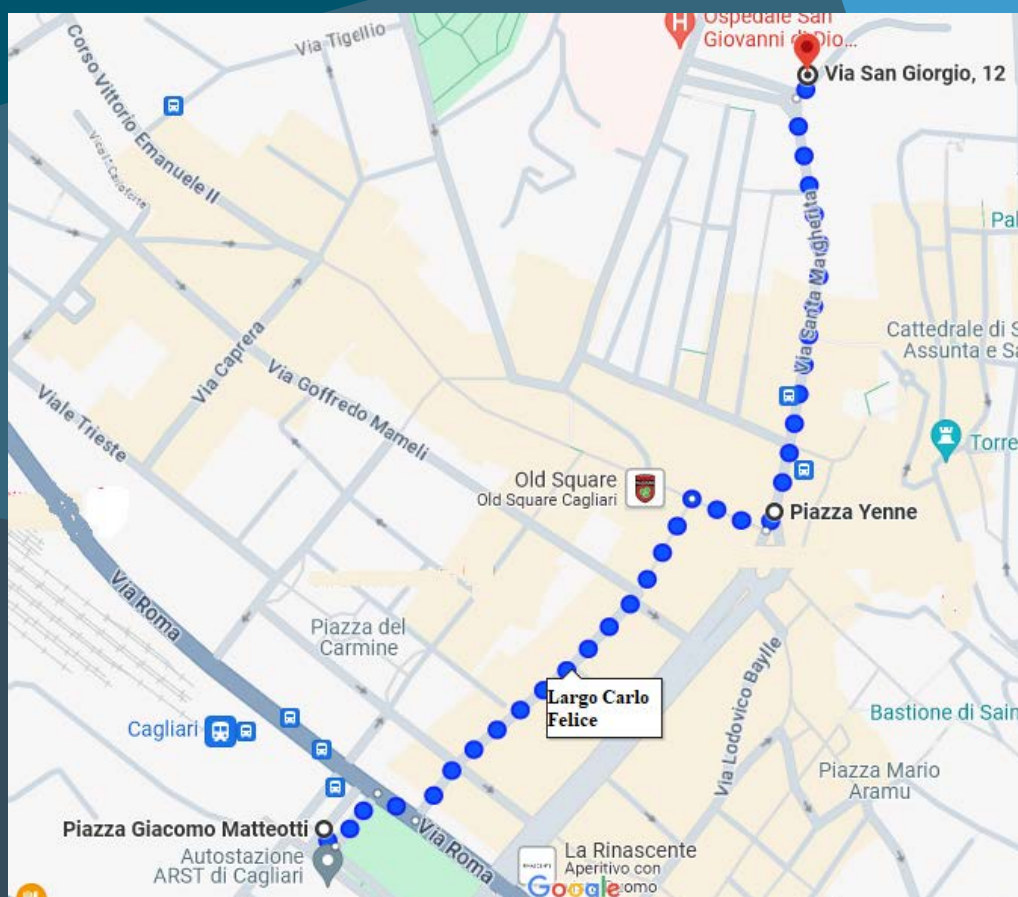 Ospedale San
Giovanni di Dio...
Via San Giorgio, 12
Via Tigellio
Corso Vittorio Emanuele II
Pal
Via Santa Margherita
Cattedrale di S
Assunta e Sa
Via Caprera
Via Goffredo Mameli
Viale Trieste
Torre
Old Square
Old Square Cagliari
Piazza Yenne
Via Roma
Piazza del
Carmine
Largo Carlo
Felice
Via Lodovico Baylle
Bastione di Sain
Cagliari
Piazza Mario
Aramu
Piazza Giacomo Matteotti
Via Roma
Autostazione
ARST di Cagliari
La Rinascente
Aperitivo con
Google
omo